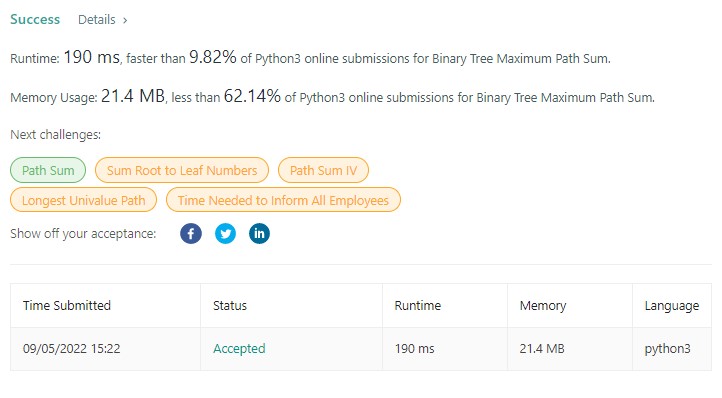 Success Details ›
Runtime: 190 ms, faster than 9.82% of Python3 online submissions for Binary Tree Maximum Path Sum.
Memory Usage: 21.4 MB, less than 62.14% of Python3 online submissions for Binary Tree Maximum Path Sum.
Next challenges:
Path Sum Sum Root to Leaf Numbers Path Sum IV
Longest Univalue Path Time Needed to Inform All Employees
Show off your acceptance: f in
Time Submitted Status Runtime Memory Language
09/05/2022 15:22 Accepted 190 ms 21.4 MB python3